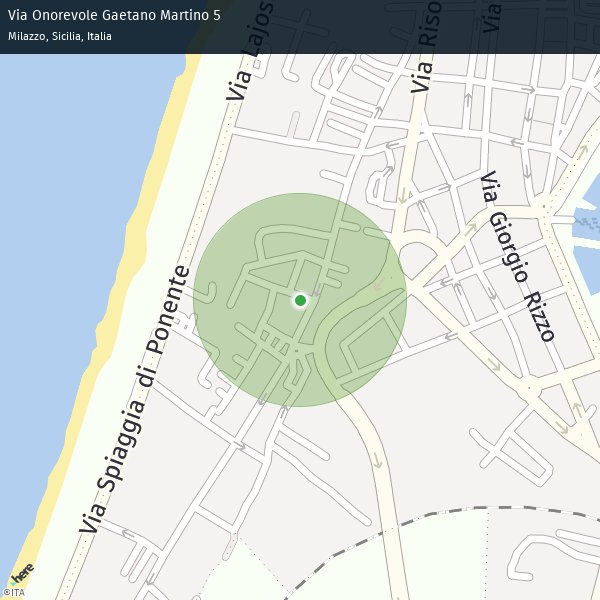 Via Onorevole Gaetano Martino 5
Milazzo, Sicilia, Italia
Via Lajos
Via Riso
Via
Via Giorgio Rizzo
Via Spiaggia di Ponente
here
©ITA